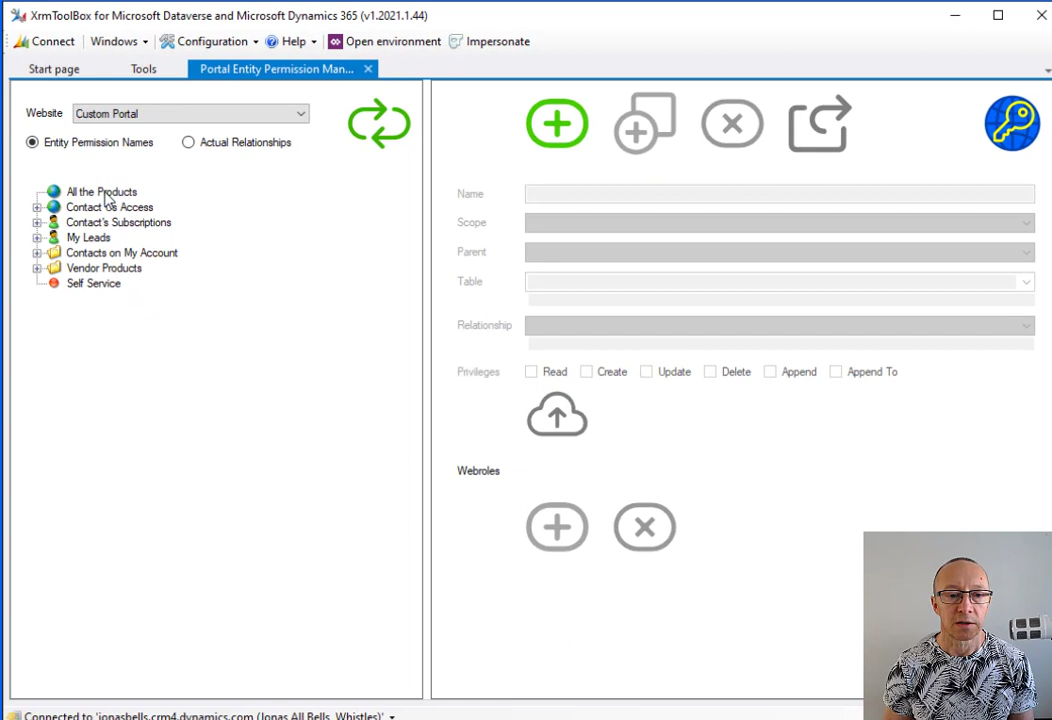 XrmToolBox for Microsoft Dataverse and Microsoft Dynamics 365 (v1.2021.1.44)
Connect Windows Configuration Help Open environment Impersonate
Start page Tools Portal Entity Permission Man...
Website Custom Portal
Entity Permission Names Actual Relationships
All the Products
Contact Us Access
Contact's Subscriptions
My Leads
Contacts on My Account
Vendor Products
Self Service
Name
Scope
Parent
Table
Relationship
Privileges Read Create Update Delete Append Append To
Webroles
Connected to 'jonasbells.crm4.dynamics.com (Jonas All Bells, Whistles)'